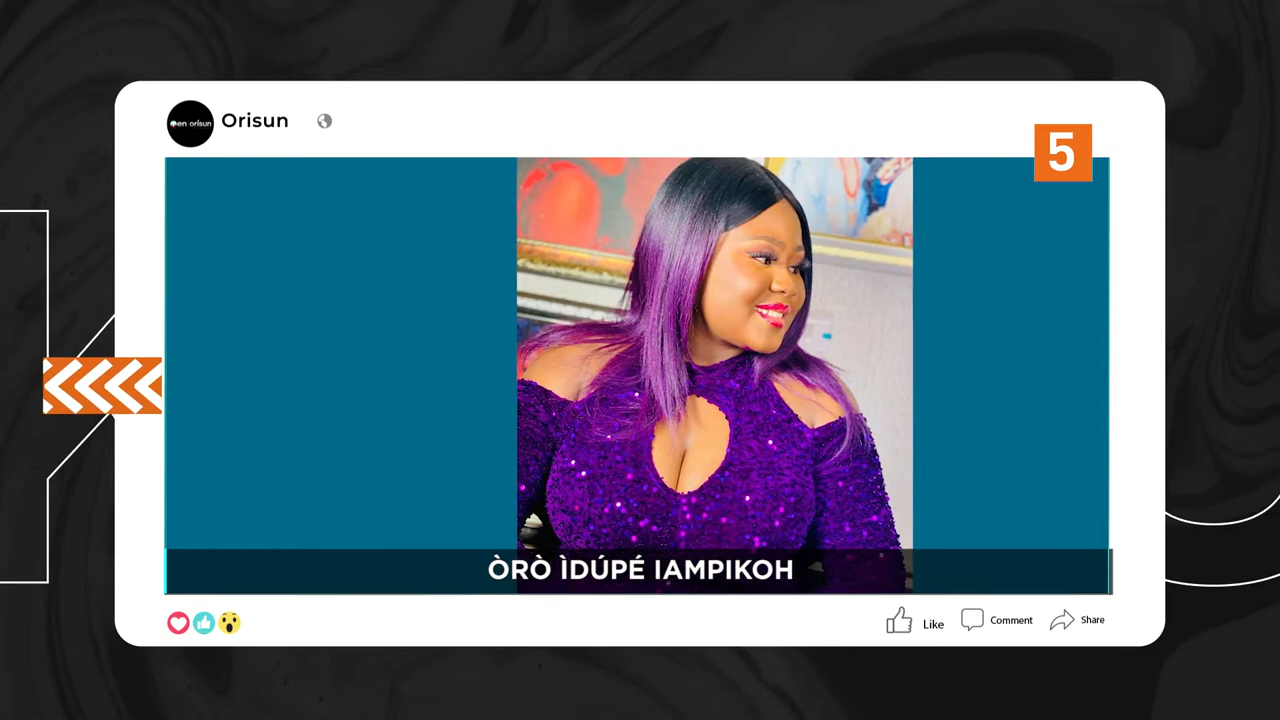 Orisun
5
ÒRÒ ÌDÚPÉ IAMPIKOH
Like
Comment
Share